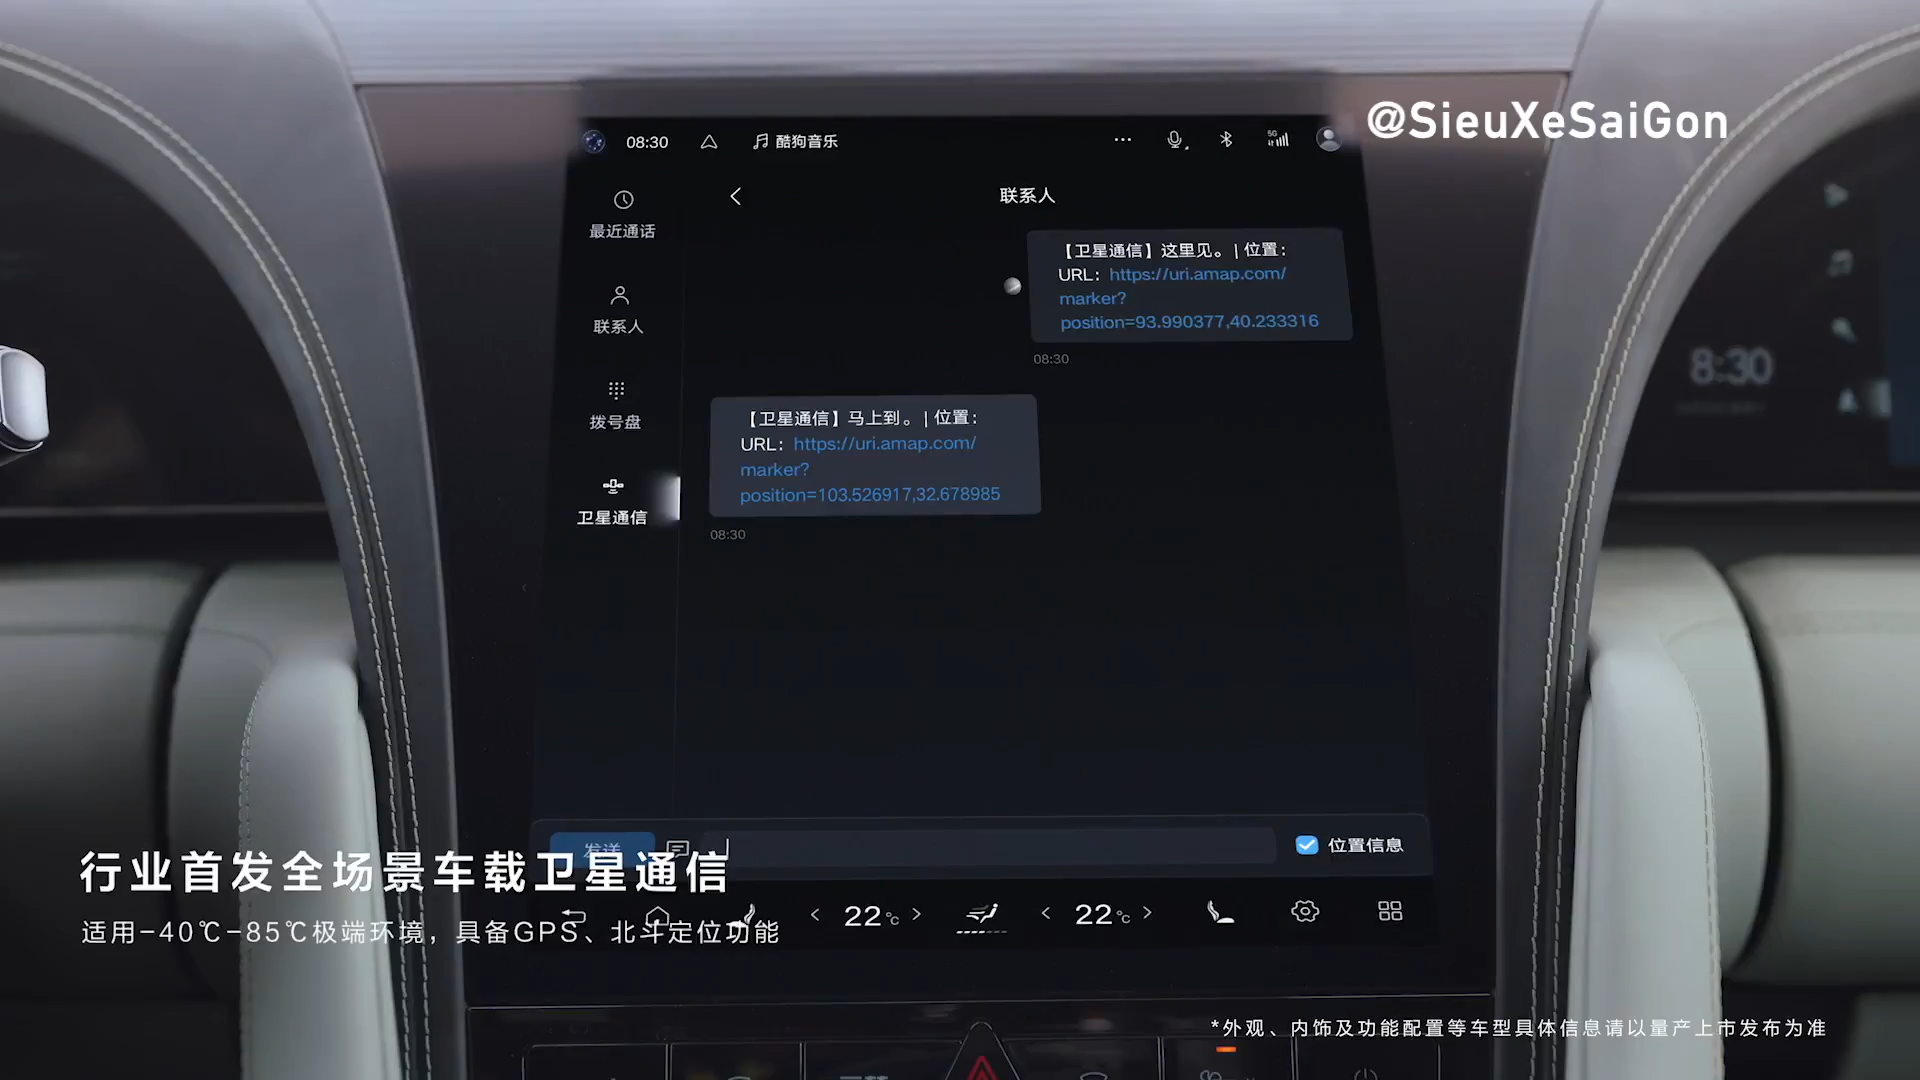 @SieuXeSaiGon
08:30
酷狗音乐
5G
最近通话
联系人
拨号盘
卫星通信
联系人
【卫星通信】这里见。| 位置：
URL： https://uri.amap.com/
marker?
position=93.990377,40.233316
08:30
【卫星通信】马上到。| 位置：
URL： https://uri.amap.com/
marker?
position=103.526917,32.678985
08:30
8:30
发送
位置信息
22℃
22℃
行业首发全场景车载卫星通信
适用-40℃-85℃极端环境，具备GPS、北斗定位功能
*外观、内饰及功能配置等车型具体信息请以量产上市发布为准